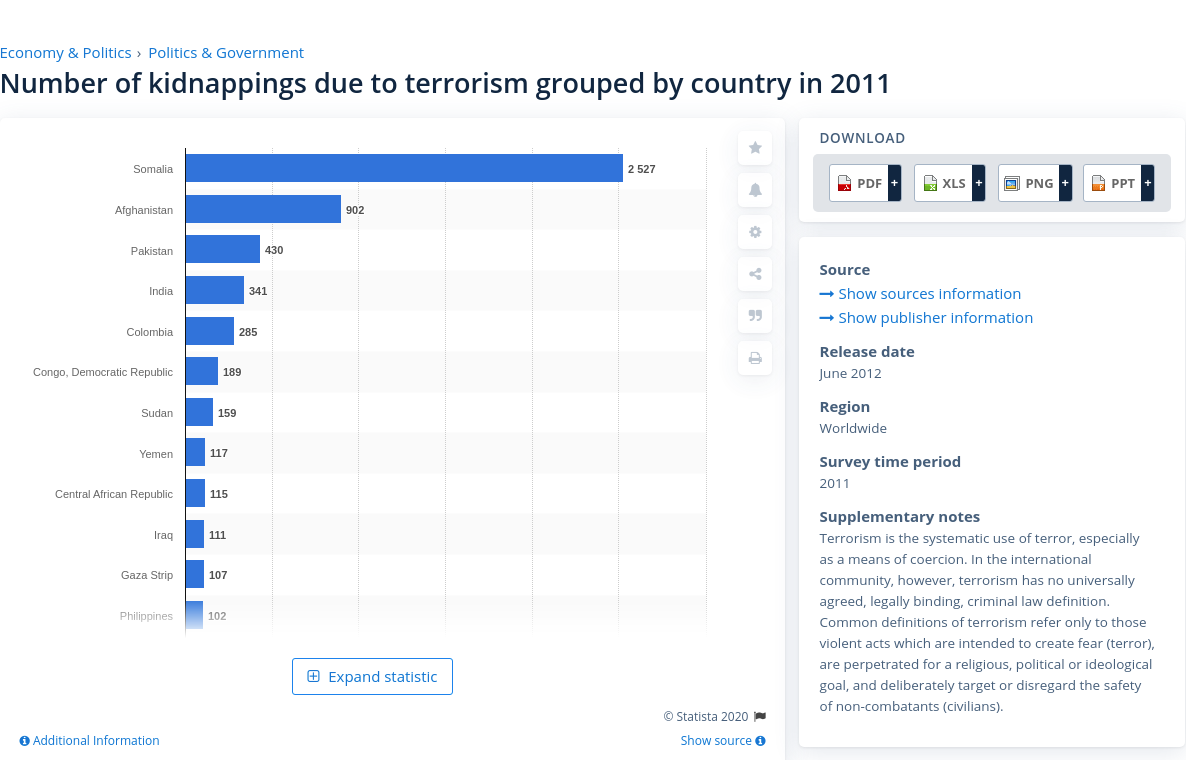 Economy & Politics › Politics & Government
Number of kidnappings due to terrorism grouped by country in 2011
Somalia 2 527
Afghanistan 902
Pakistan 430
India 341
Colombia 285
Congo, Democratic Republic 189
Sudan 159
Yemen 117
Central African Republic 115
Iraq 111
Gaza Strip 107
Philippines 102
Expand statistic
© Statista 2020
Additional Information
Show source
DOWNLOAD
PDF + XLS + PNG + PPT +
Source
Show sources information
Show publisher information
Release date
June 2012
Region
Worldwide
Survey time period
2011
Supplementary notes
Terrorism is the systematic use of terror, especially
as a means of coercion. In the international
community, however, terrorism has no universally
agreed, legally binding, criminal law definition.
Common definitions of terrorism refer only to those
violent acts which are intended to create fear (terror),
are perpetrated for a religious, political or ideological
goal, and deliberately target or disregard the safety
of non-combatants (civilians).